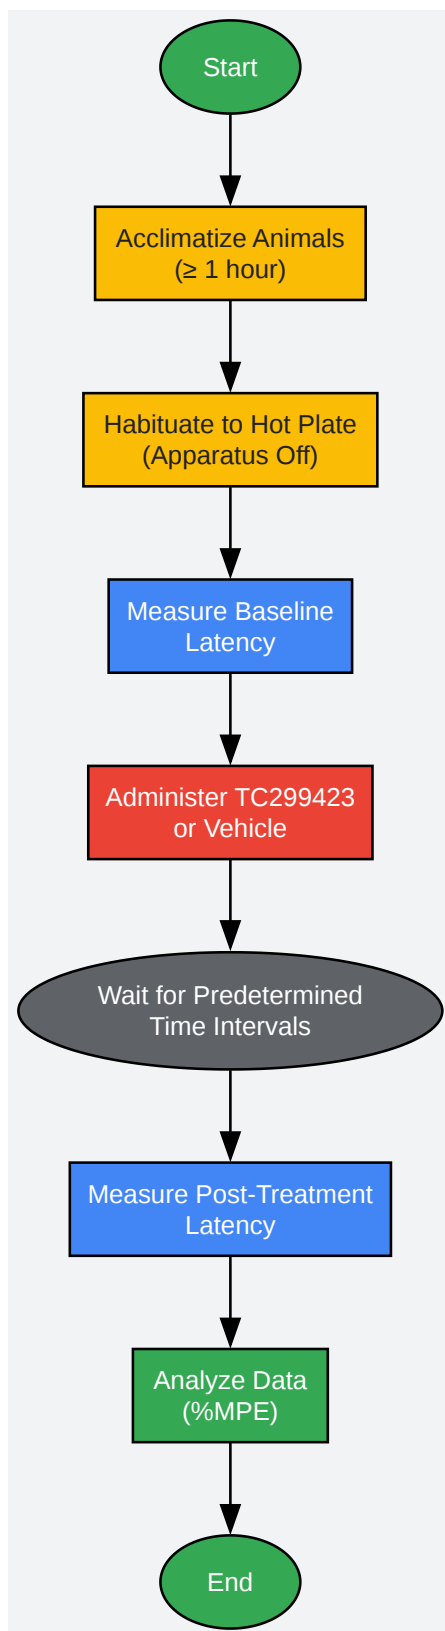 Start
Acclimatize Animals
(≥ 1 hour)
Habituate to Hot Plate
(Apparatus Off)
Measure Baseline
Latency
Administer TC299423
or Vehicle
Wait for Predetermined
Time Intervals
Measure Post-Treatment
Latency
Analyze Data
(%MPE)
End